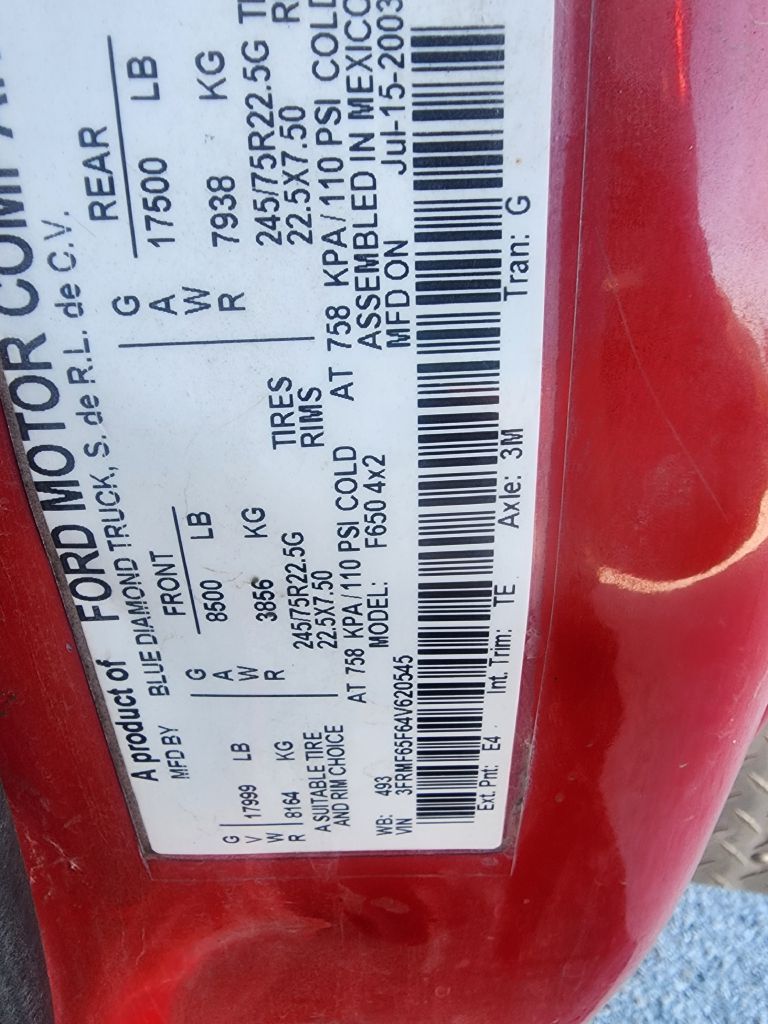 A product of FORD MOTOR
MFD BY BLUE DIAMOND TRUCK, S. de R.L. de C.V.
FRONT REAR
GVWR 17999 LB GAWR 8500 LB GAWR 17500 LB
8164 KG 3856 KG 7938 KG
A SUITABLE TIRE 245/75R22.5G TIRES 245/75R22.5G
AND RIM CHOICE 22.5X7.50 RIMS 22.5X7.50
AT 758 KPA/110 PSI COLD AT 758 KPA/110 PSI COLD
MODEL: F650 4x2 ASSEMBLED IN MEXICO
WB: 493 MFD ON Jul-15-2003
VIN 3FRMF65F64V620545
Ext. Pnt: E4 Int. Trim: TE Axle: 3M Tran: G